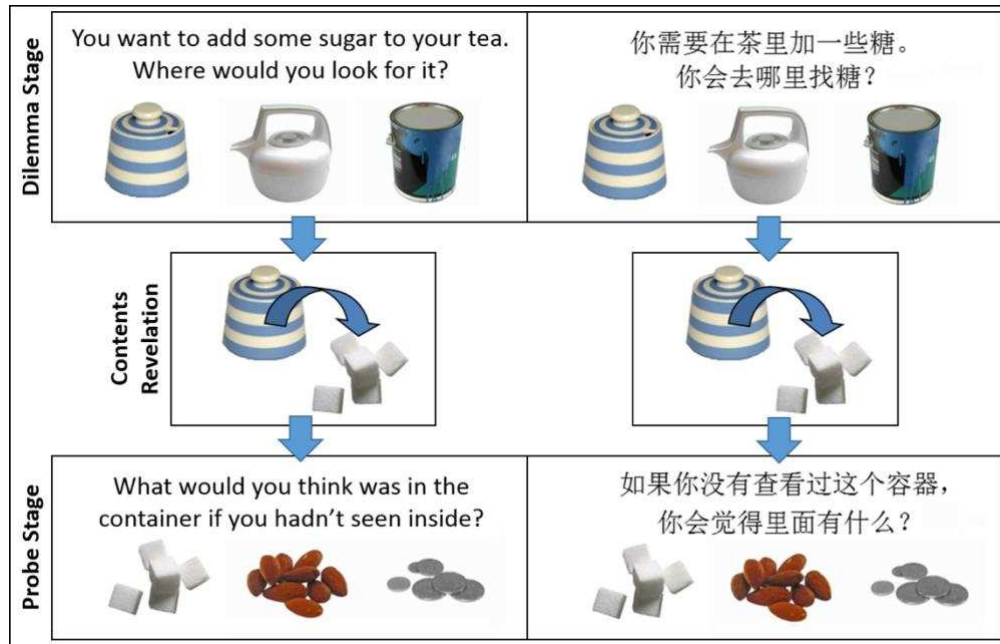 Dilemma Stage
You want to add some sugar to your tea.
Where would you look for it?
你需要在茶里加一些糖。
你会去哪里找糖？
Contents
Revelation
Probe Stage
What would you think was in the
container if you hadn't seen inside?
如果你没有查看过这个容器，
你会觉得里面有什么？